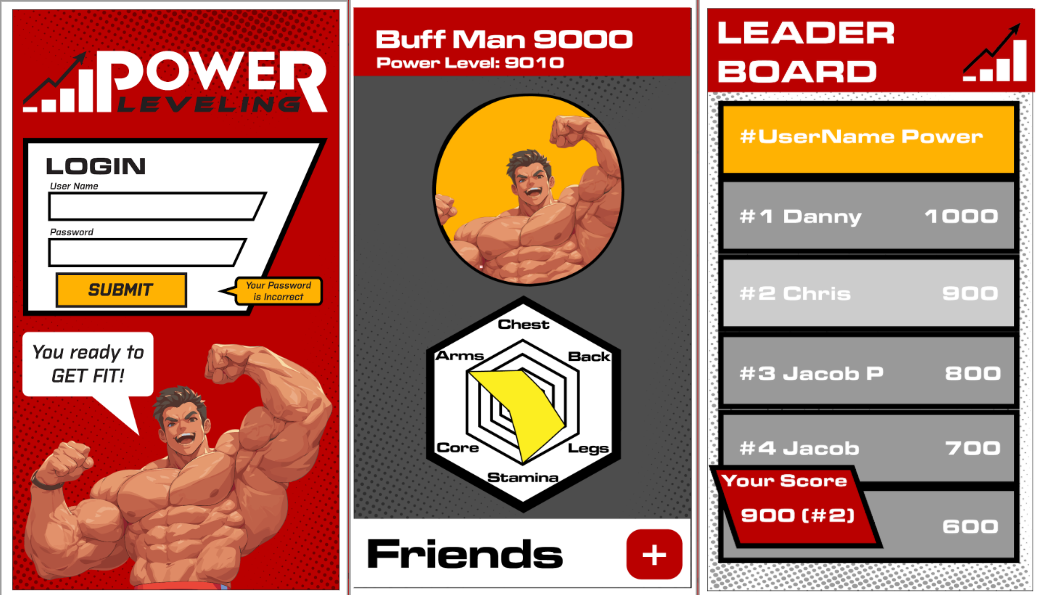 POWER
LEVELING
LOGIN
User Name
Password
SUBMIT
Your Password
is Incorrect
You ready to
GET FIT!
Buff Man 9000
Power Level: 9010
Chest
Arms
Back
Core
Legs
Stamina
Friends
+
LEADER
BOARD
#UserName Power
#1 Danny 1000
#2 Chris 900
#3 Jacob P 800
#4 Jacob 700
Your Score
900 (#2)
600